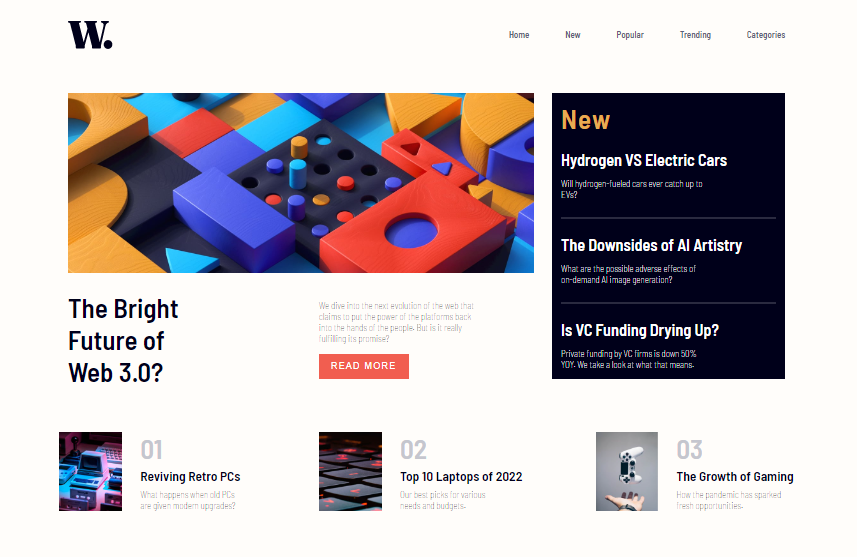 W.
Home
New
Popular
Trending
Categories
New
Hydrogen VS Electric Cars
Will hydrogen-fueled cars ever catch up to
EVs?
The Downsides of AI Artistry
What are the possible adverse effects of
on-demand AI image generation?
Is VC Funding Drying Up?
Private funding by VC firms is down 50%
YOY. We take a look at what that means.
The Bright
Future of
Web 3.0?
We dive into the next evolution of the web that
claims to put the power of the platforms back
into the hands of the people. But is it really
fulfilling its promise?
READ MORE
01
Reviving Retro PCs
What happens when old PCs
are given modern upgrades?
02
Top 10 Laptops of 2022
Our best picks for various
needs and budgets.
03
The Growth of Gaming
How the pandemic has sparked
fresh opportunities.